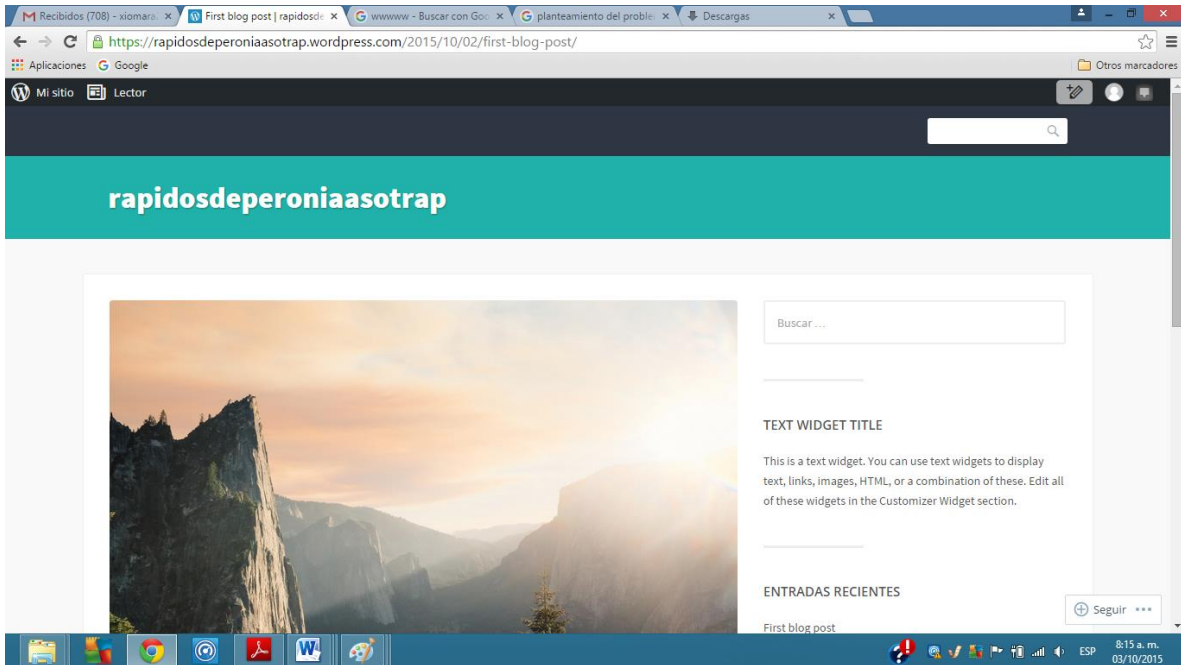 Recibidos (708) - xiomara.
First blog post | rapidosde
wwwww - Buscar con Goo
planteamiento del proble
Descargas
https://rapidosdeperoniaasotrap.wordpress.com/2015/10/02/first-blog-post/
Aplicaciones
Google
Otros marcadores
Mi sitio
Lector
rapidosdeperoniaasotrap
Buscar …
TEXT WIDGET TITLE
This is a text widget. You can use text widgets to display
text, links, images, HTML, or a combination of these. Edit all
of these widgets in the Customizer Widget section.
ENTRADAS RECIENTES
First blog post
Seguir
ESP
8:15 a. m.
03/10/2015